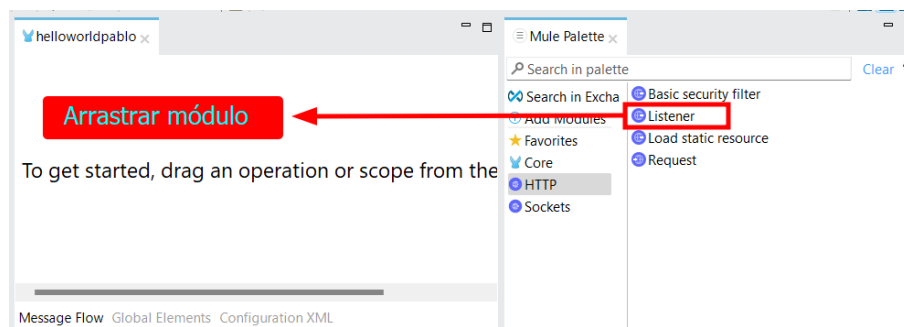 helloworldpablo
Mule Palette
Search in palette
Clear
Arrastrar módulo
To get started, drag an operation or scope from the
Search in Excha
Add Modules
Favorites
Core
HTTP
Sockets
Basic security filter
Listener
Load static resource
Request
Message Flow Global Elements Configuration XML